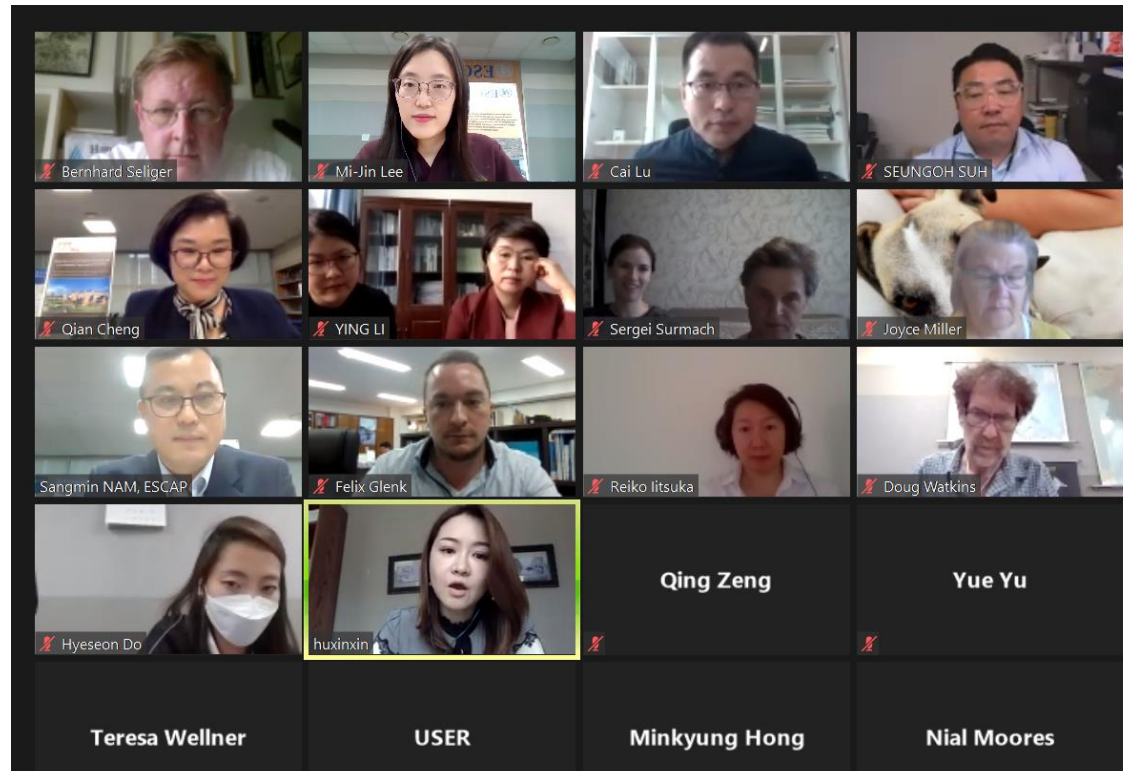 Bernhard Seliger
Mi-Jin Lee
Cai Lu
SEUNGOH SUH
Qian Cheng
YING LI
Sergei Surmach
Joyce Miller
Sangmin NAM, ESCAP
Felix Glenk
Reiko Iitsuka
Doug Watkins
Hyeseon Do
huxinxin
Qing Zeng
Yue Yu
Teresa Wellner
USER
Minkyung Hong
Nial Moores